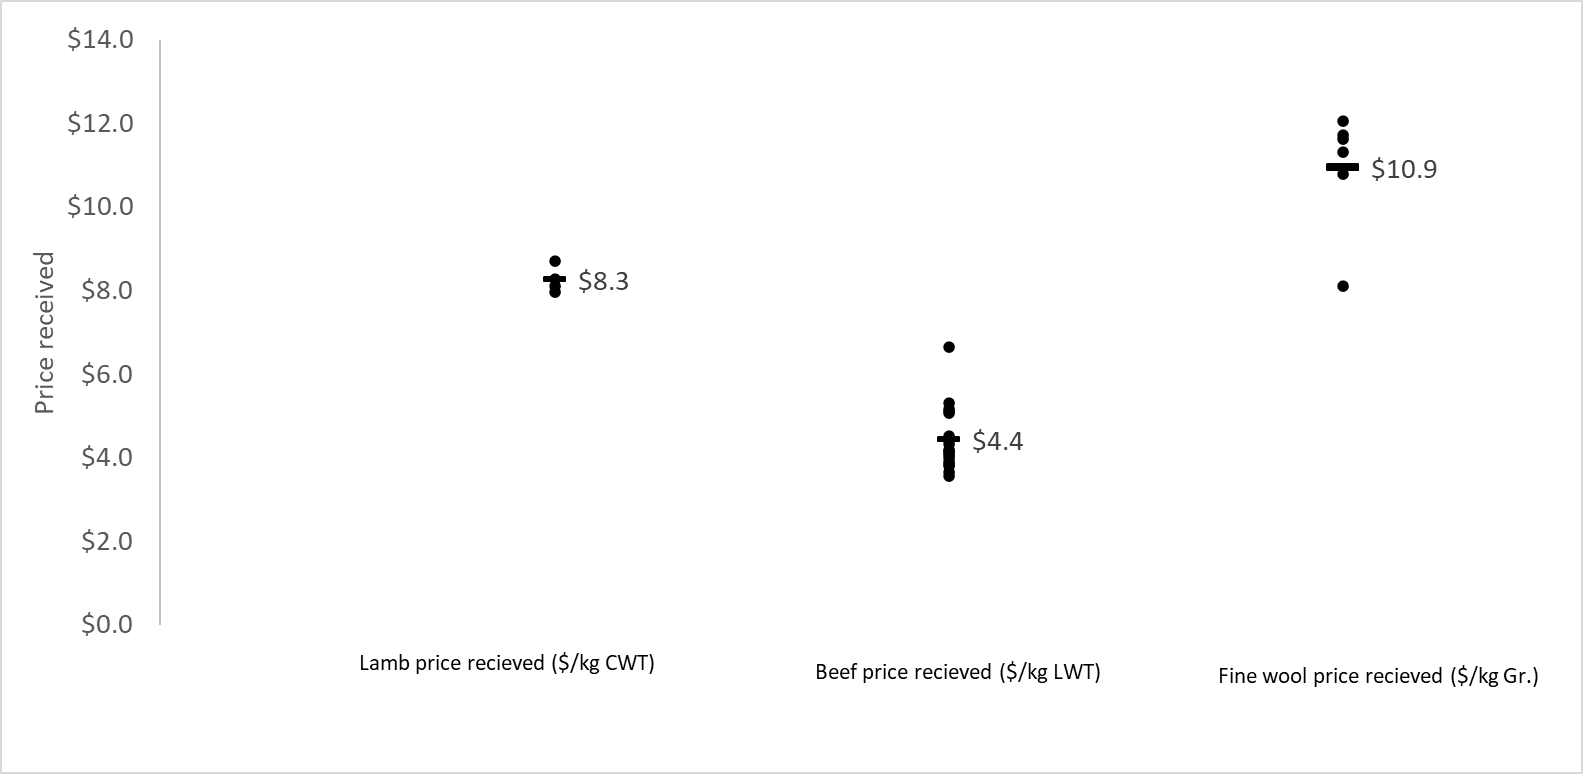 $14.0
$12.0
$10.0
$8.0
$6.0
$4.0
$2.0
$0.0
Price received
$8.3
$4.4
$10.9
Lamb price recieved ($/kg CWT)
Beef price recieved ($/kg LWT)
Fine wool price recieved ($/kg Gr.)